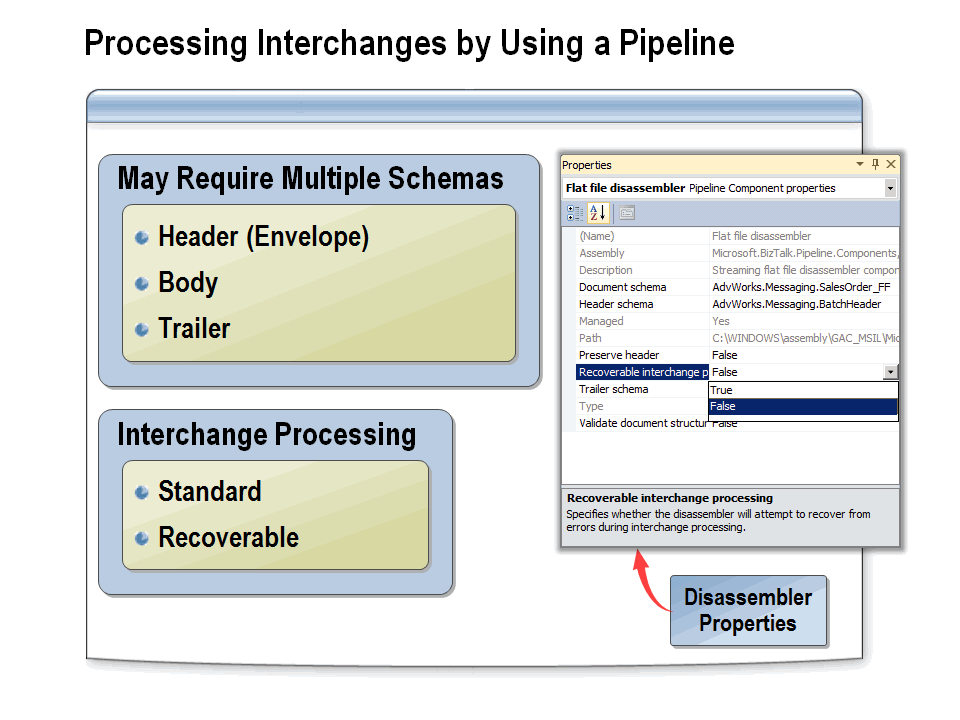 Processing Interchanges by Using a Pipeline
May Require Multiple Schemas
Header (Envelope)
Body
Trailer
Interchange Processing
Standard
Recoverable
Properties
Flat file disassembler Pipeline Component properties
(Name) Flat file disassembler
Assembly Microsoft.BizTalk.Pipeline.Components,
Description Streaming flat file disassembler compon
Document schema AdvWorks.Messaging.SalesOrder_FF
Header schema AdvWorks.Messaging.BatchHeader
Managed Yes
Path C:\WINDOWS\assembly\GAC_MSIL\Mic
Preserve header False
Recoverable interchange p False
Trailer schema
True
Type
False
Validate document structur False
Recoverable interchange processing
Specifies whether the disassembler will attempt to recover from
errors during interchange processing.
Disassembler
Properties